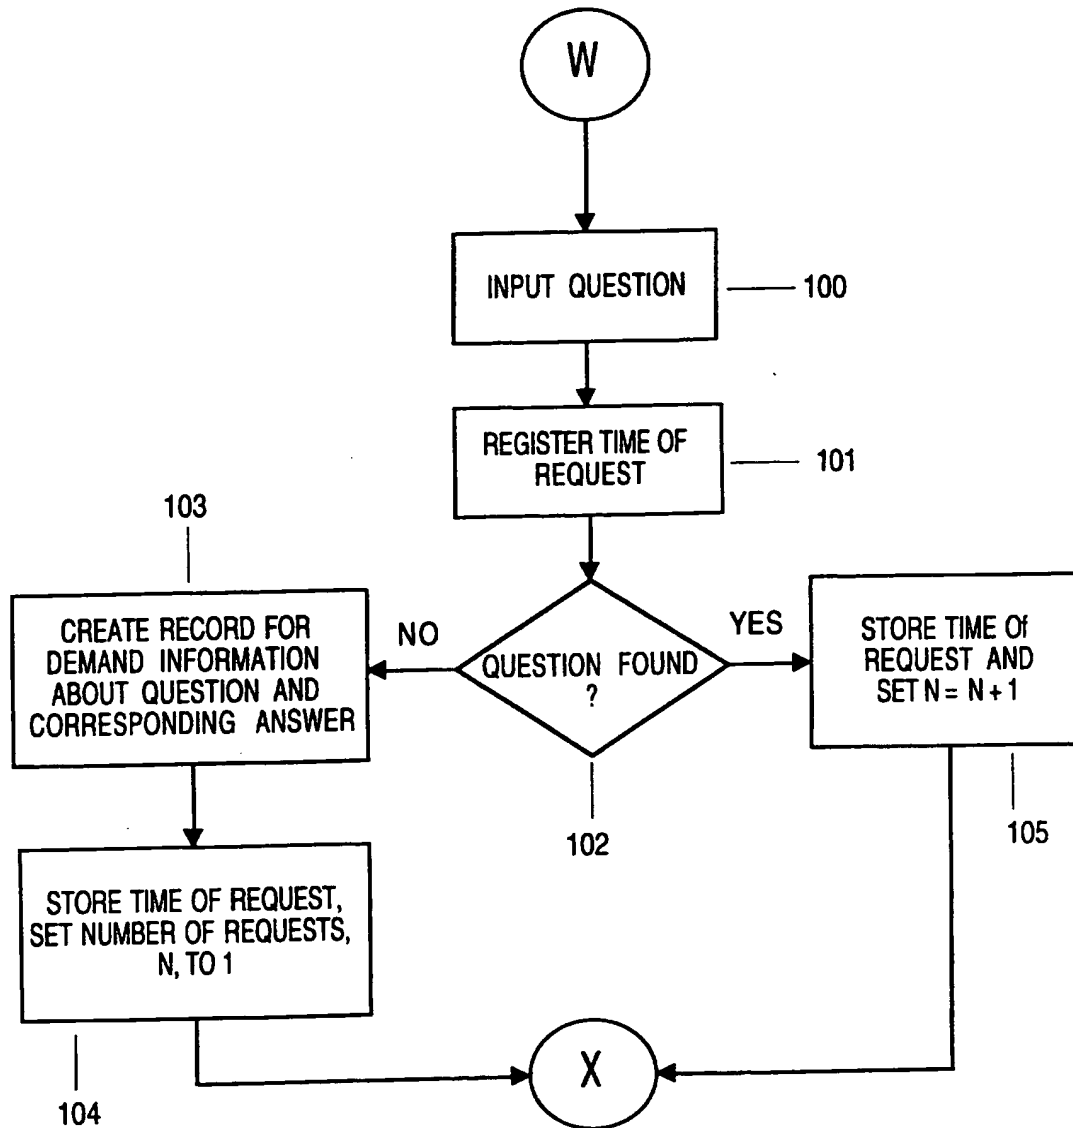 W
INPUT QUESTION
100
REGISTER TIME OF
REQUEST
101
103
CREATE RECORD FOR
DEMAND INFORMATION
ABOUT QUESTION AND
CORRESPONDING ANSWER
NO
QUESTION FOUND
?
YES
STORE TIME Of
REQUEST AND
SET N = N + 1
102
105
STORE TIME OF REQUEST,
SET NUMBER OF REQUESTS,
N, TO 1
104
X